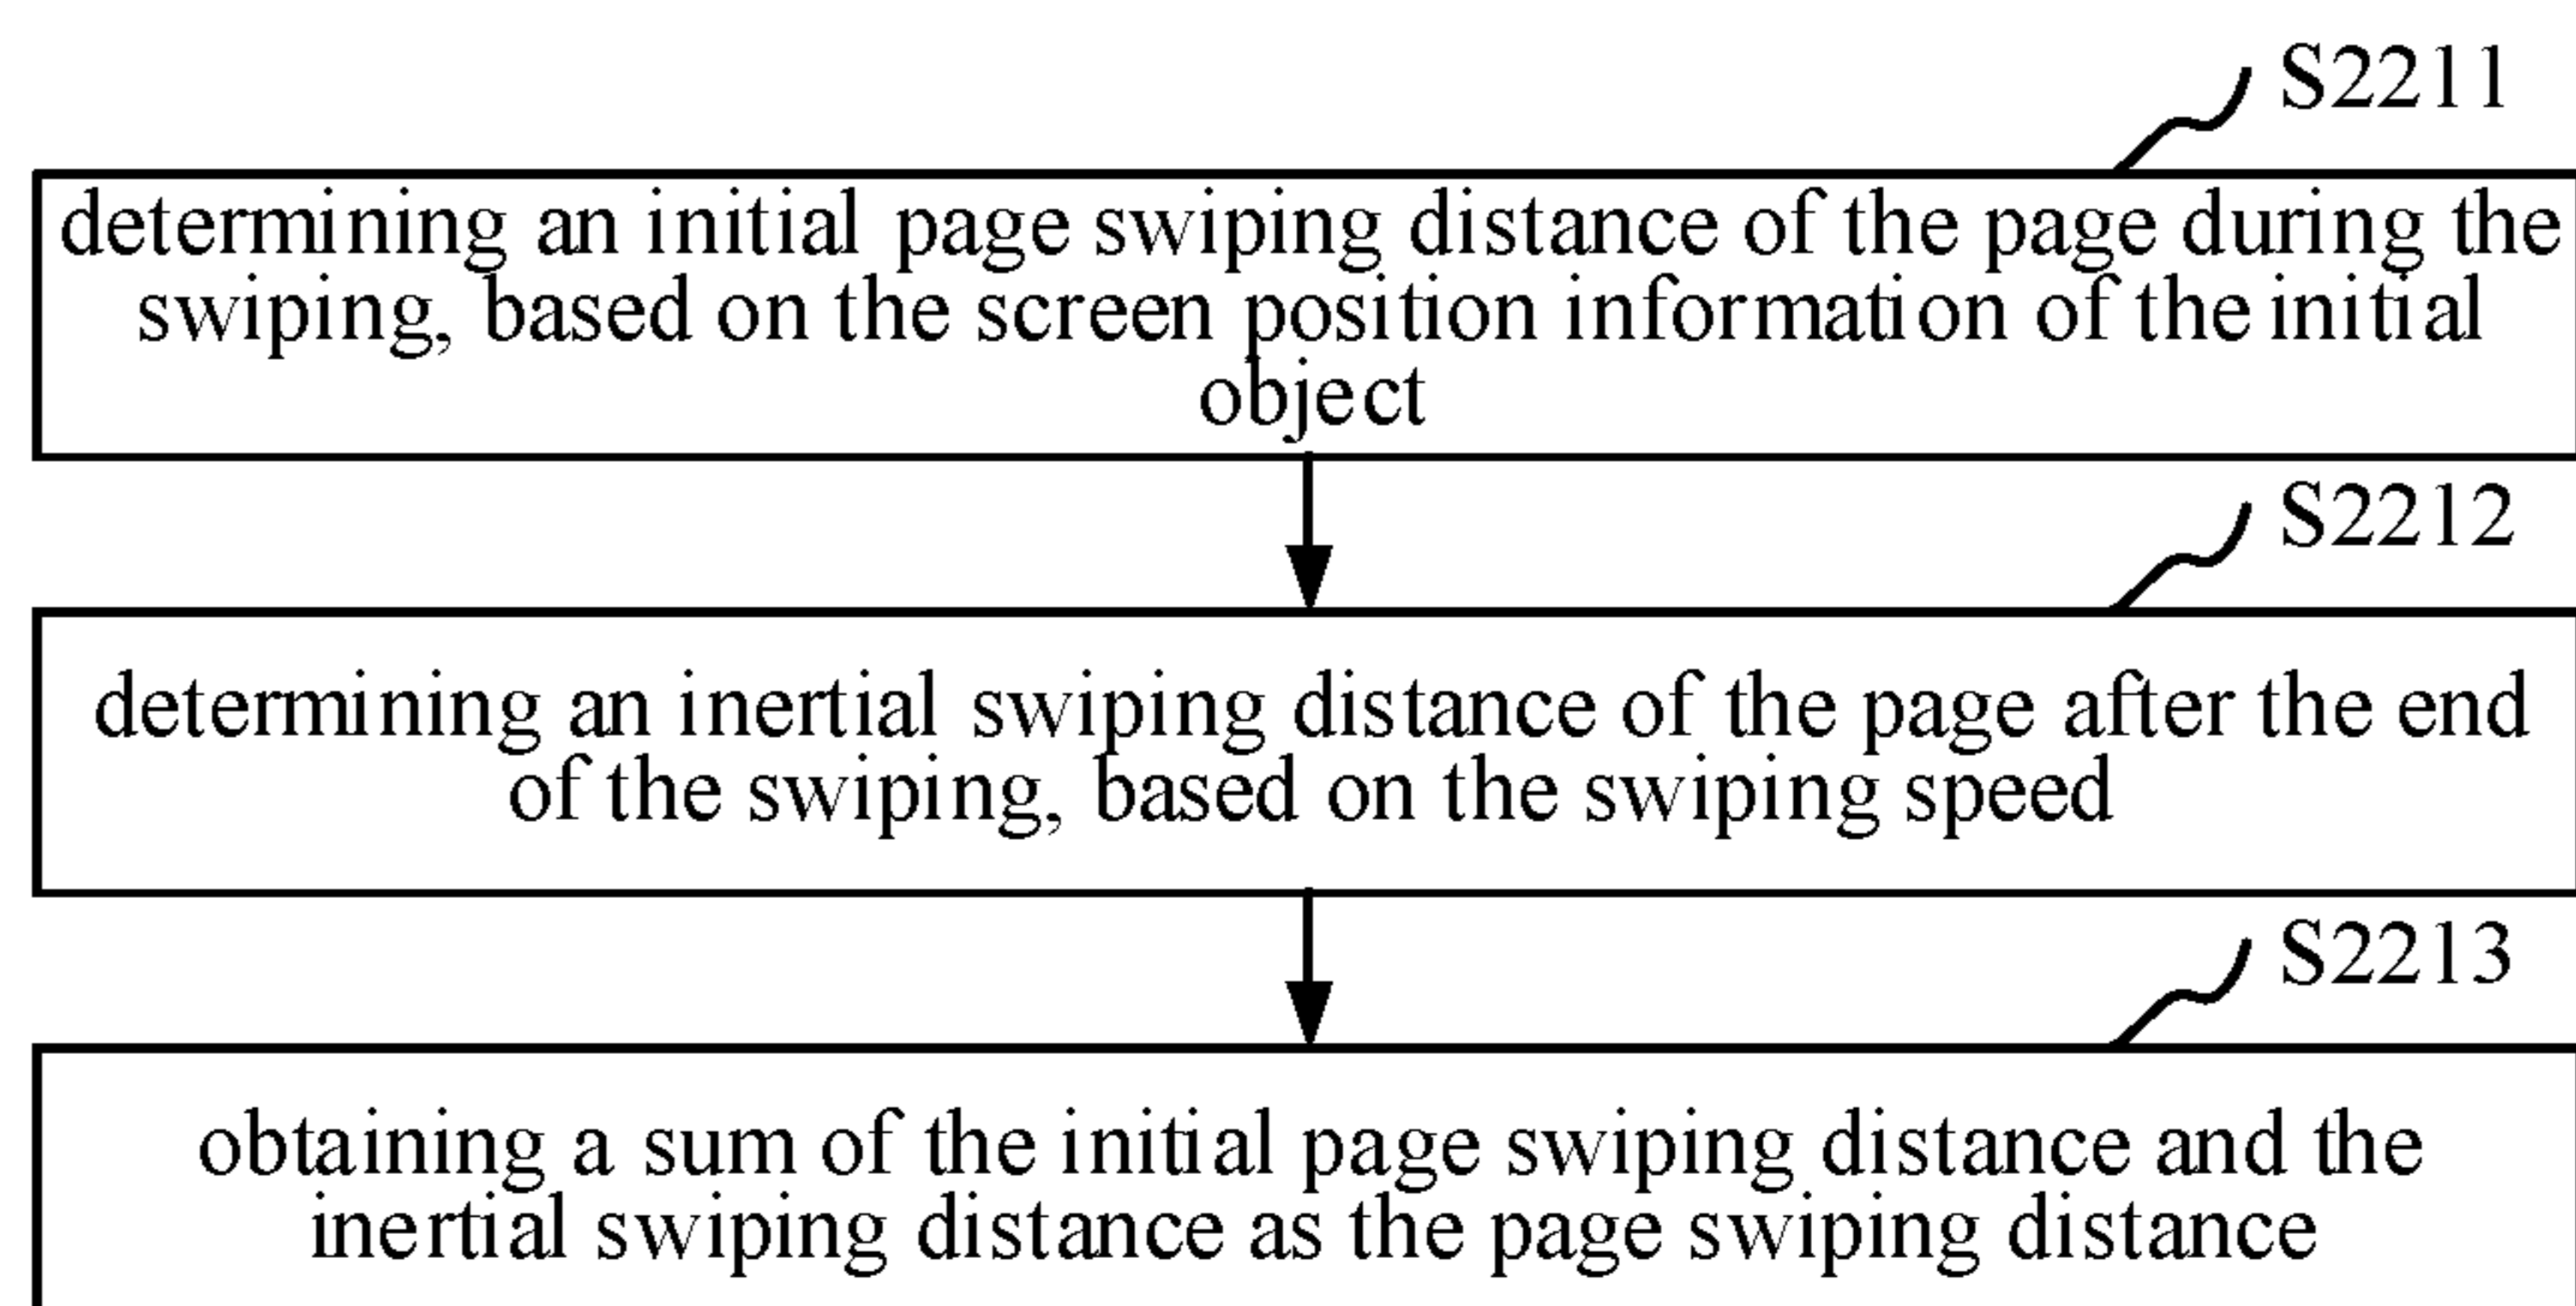 S2211
determining an initial page swiping distance of the page during the
swiping, based on the screen position information of the initial
object
S2212
determining an inertial swiping distance of the page after the end
of the swiping, based on the swiping speed
S2213
obtaining a sum of the initial page swiping distance and the
inertial swiping distance as the page swiping distance